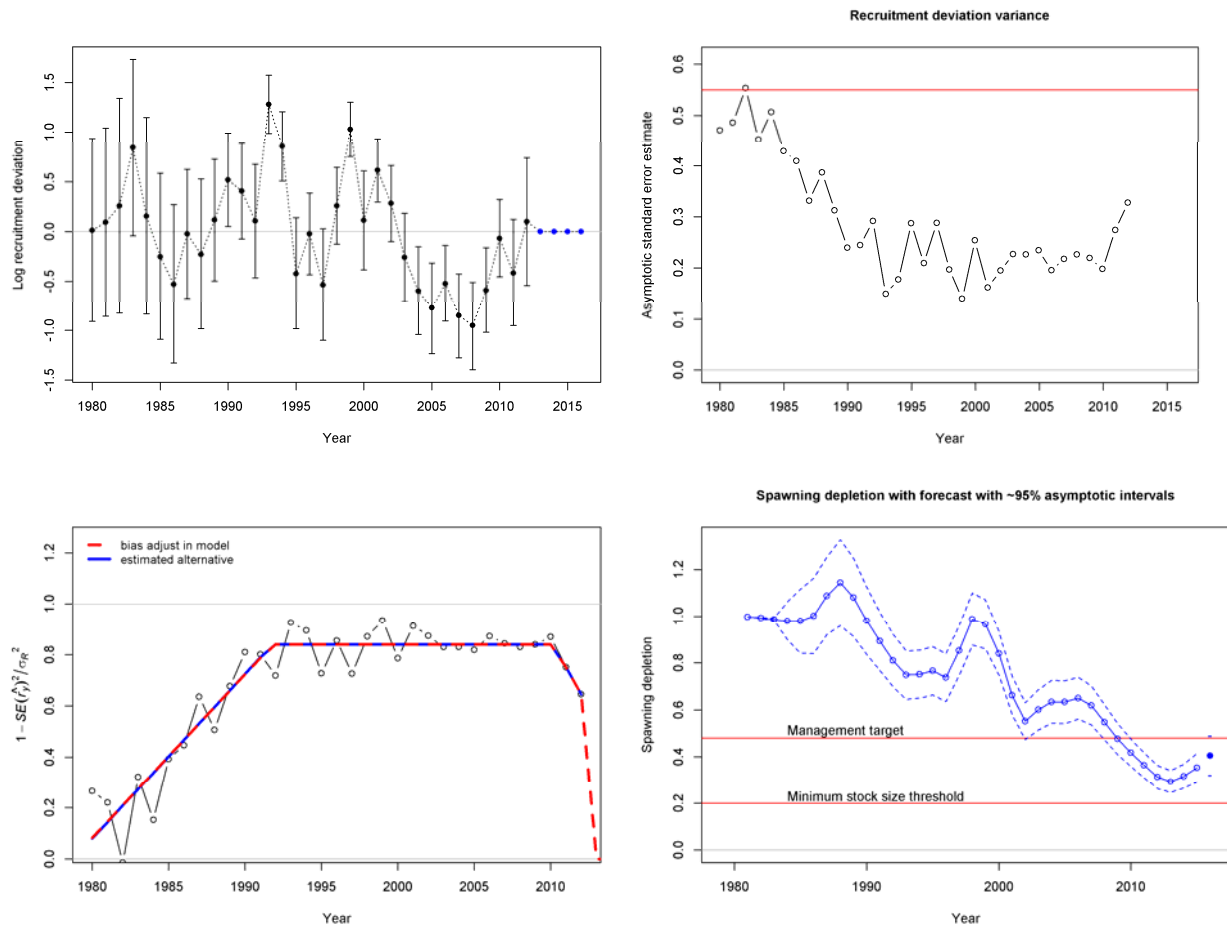 Log recruitment deviation
1.5
1.0
0.5
0.0
-0.5
-1.0
-1.5
1980 1985 1990 1995 2000 2005 2010 2015
Year
Recruitment deviation variance
Asymptotic standard error estimate
0.6
0.5
0.4
0.3
0.2
0.1
0.0
1980 1985 1990 1995 2000 2005 2010 2015
Year
1 − SE(r̂y)² / σR²
1.2
1.0
0.8
0.6
0.4
0.2
0.0
bias adjust in model
estimated alternative
1980 1985 1990 1995 2000 2005 2010
Year
Spawning depletion with forecast with ~95% asymptotic intervals
Spawning depletion
1.2
1.0
0.8
0.6
0.4
0.2
0.0
Management target
Minimum stock size threshold
1980 1990 2000 2010
Year